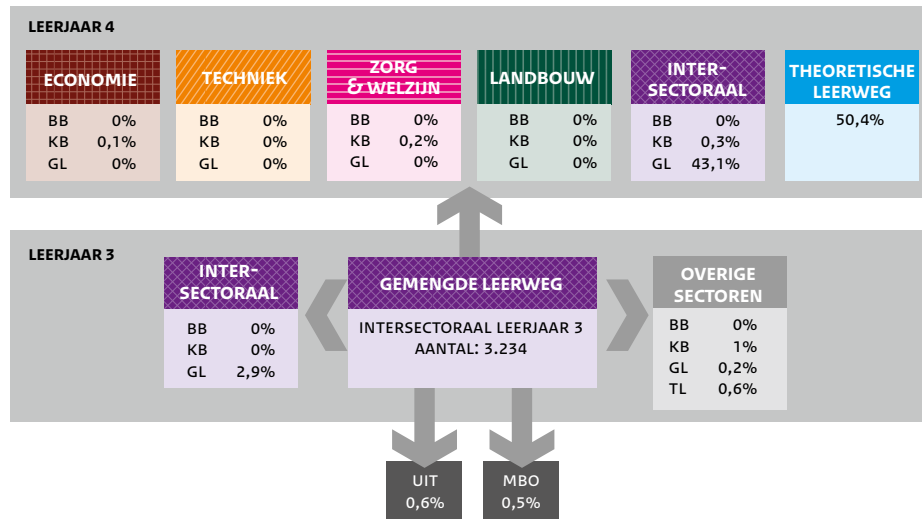 LEERJAAR 4
ECONOMIE
BB 0%
KB 0,1%
GL 0%
TECHNIEK
BB 0%
KB 0%
GL 0%
ZORG
& WELZIJN
BB 0%
KB 0,2%
GL 0%
LANDBOUW
BB 0%
KB 0%
GL 0%
INTER-
SECTORAAL
BB 0%
KB 0,3%
GL 43,1%
THEORETISCHE
LEERWEG
50,4%
LEERJAAR 3
INTER-
SECTORAAL
BB 0%
KB 0%
GL 2,9%
GEMENGDE LEERWEG
INTERSECTORAAL LEERJAAR 3
AANTAL: 3.234
OVERIGE
SECTOREN
BB 0%
KB 1%
GL 0,2%
TL 0,6%
UIT
0,6%
MBO
0,5%